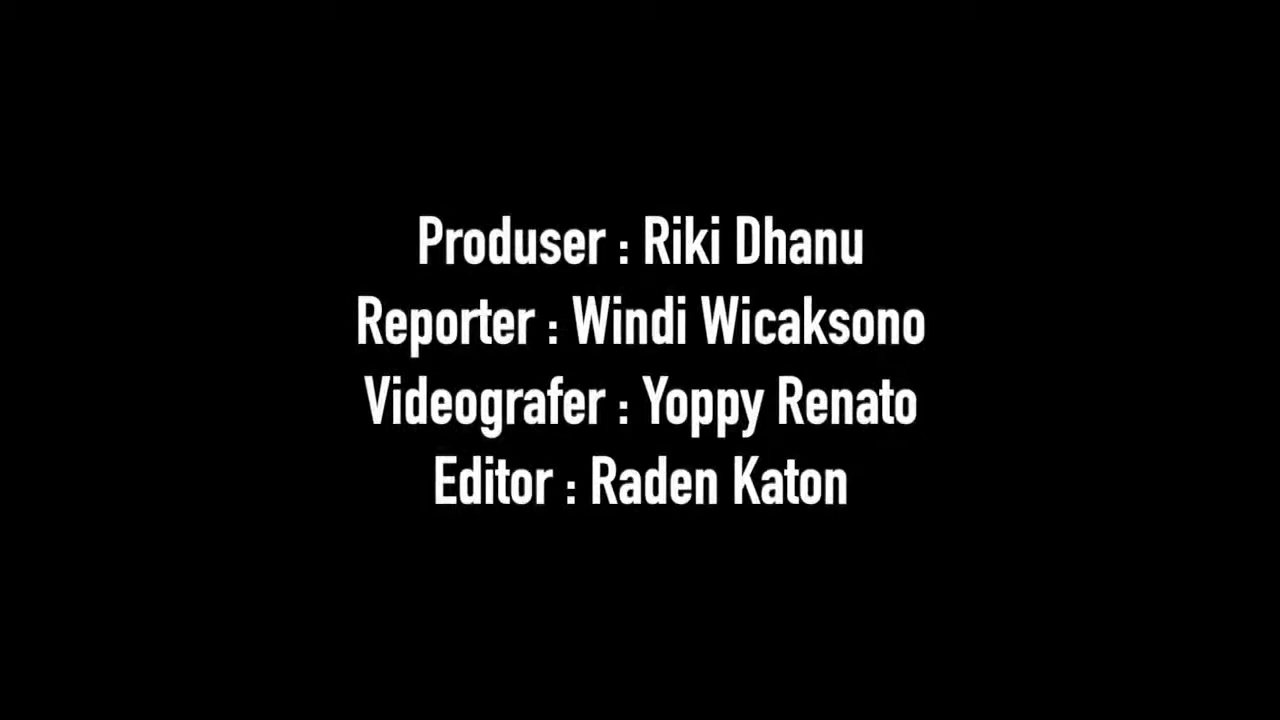 Produser : Riki Dhanu
Reporter : Windi Wicaksono
Videografer : Yoppy Renato
Editor : Raden Katon